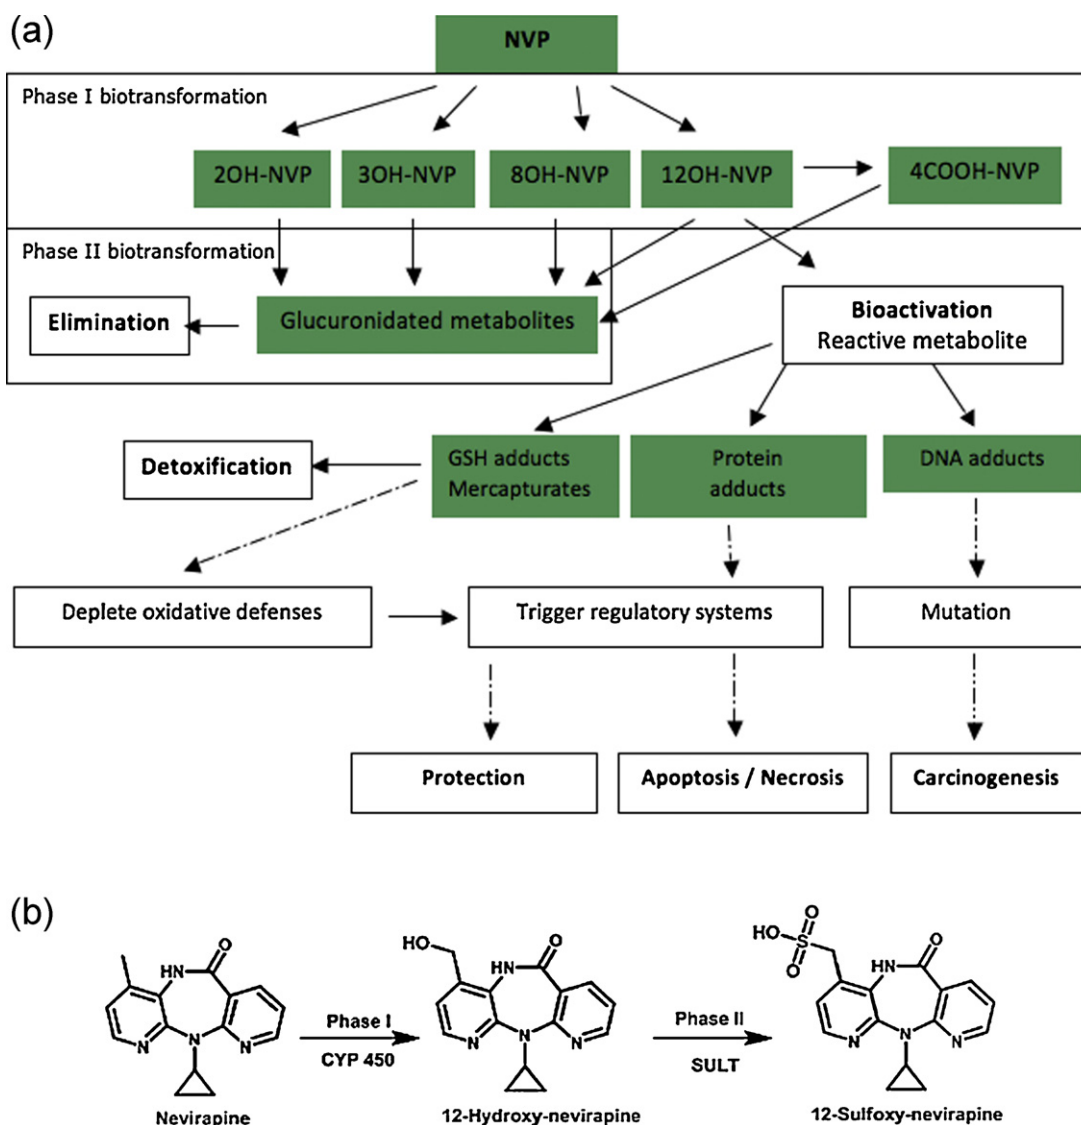 (a)
NVP
Phase I biotransformation
2OH-NVP
3OH-NVP
8OH-NVP
12OH-NVP
4COOH-NVP
Phase II biotransformation
Elimination
Glucuronidated metabolites
Bioactivation
Reactive metabolite
Detoxification
GSH adducts
Mercapturates
Protein
adducts
DNA adducts
Deplete oxidative defenses
Trigger regulatory systems
Mutation
Protection
Apoptosis / Necrosis
Carcinogenesis
(b)
HN
O
N
N
N
Nevirapine
Phase I
CYP 450
HO
HN
O
N
N
N
12-Hydroxy-nevirapine
Phase II
SULT
O
HO
S
O
HN
O
N
N
N
12-Sulfoxy-nevirapine